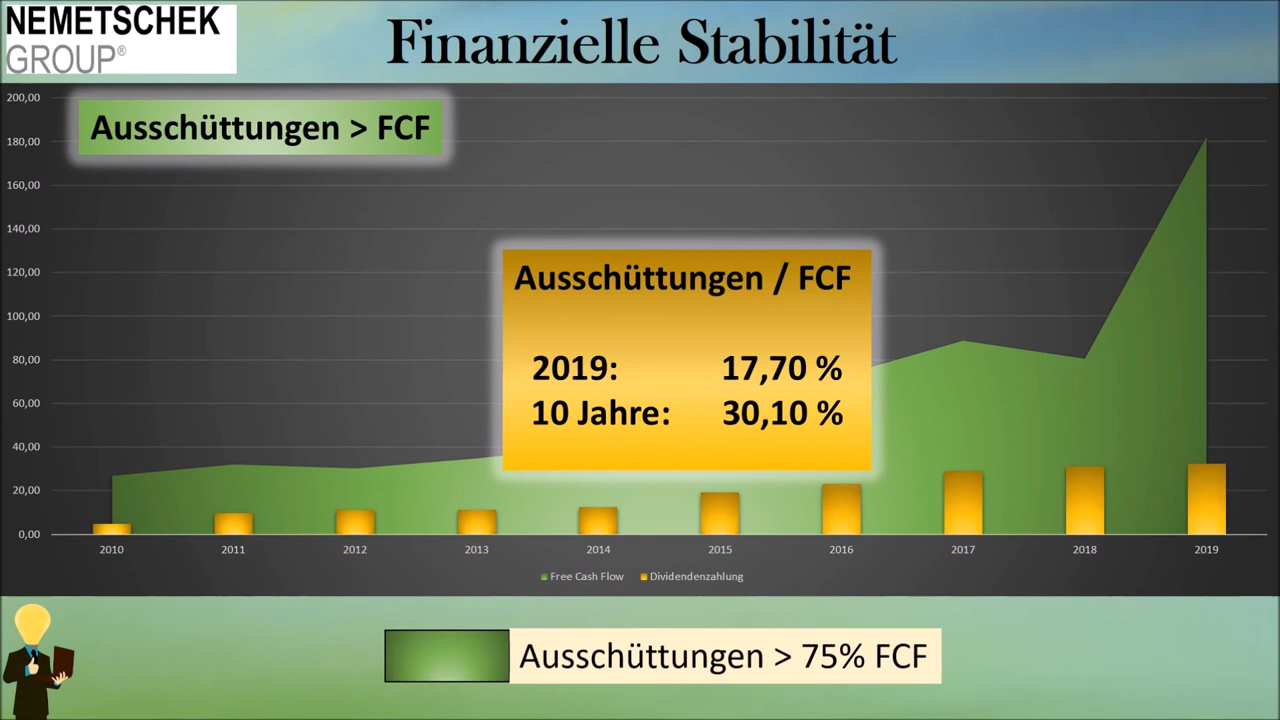 NEMETSCHEK
GROUP®
Finanzielle Stabilität
200,00
180,00
160,00
140,00
120,00
100,00
80,00
60,00
40,00
20,00
0,00
Ausschüttungen > FCF
Ausschüttungen / FCF
2019: 17,70 %
10 Jahre: 30,10 %
2010 2011 2012 2013 2014 2015 2016 2017 2018 2019
Free Cash Flow Dividendenzahlung
Ausschüttungen > 75% FCF